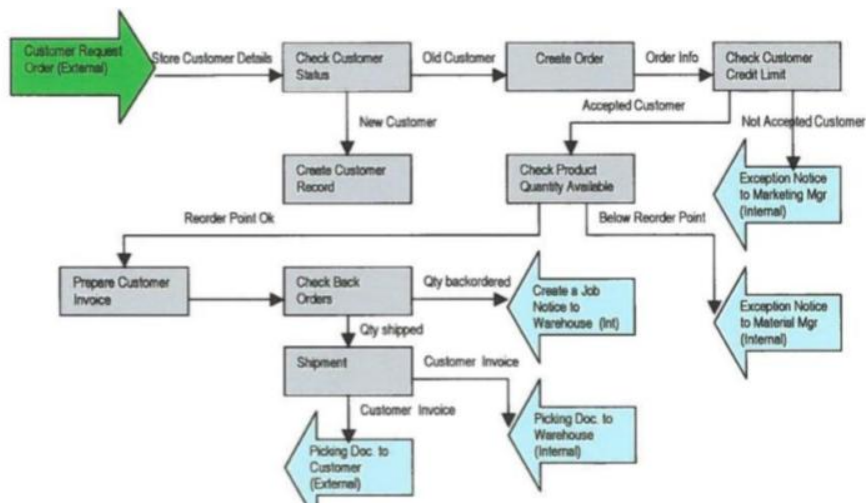 Customer Request
Order (External)
Store Customer Details
Check Customer
Status
Old Customer
Create Order
Order Info
Check Customer
Credit Limit
New Customer
Accepted Customer
Not Accepted Customer
Create Customer
Record
Check Product
Quantity Available
Exception Notice
to Marketing Mgr
(Internal)
Reorder Point Ok
Below Reorder Point
Prepare Customer
Invoice
Check Back
Orders
Qty backordered
Create a Job
Notice to
Warehouse (Int)
Exception Notice
to Material Mgr
(Internal)
Qty shipped
Shipment
Customer Invoice
Customer Invoice
Picking Doc. to
Warehouse
(Internal)
Picking Doc. to
Customer
(External)